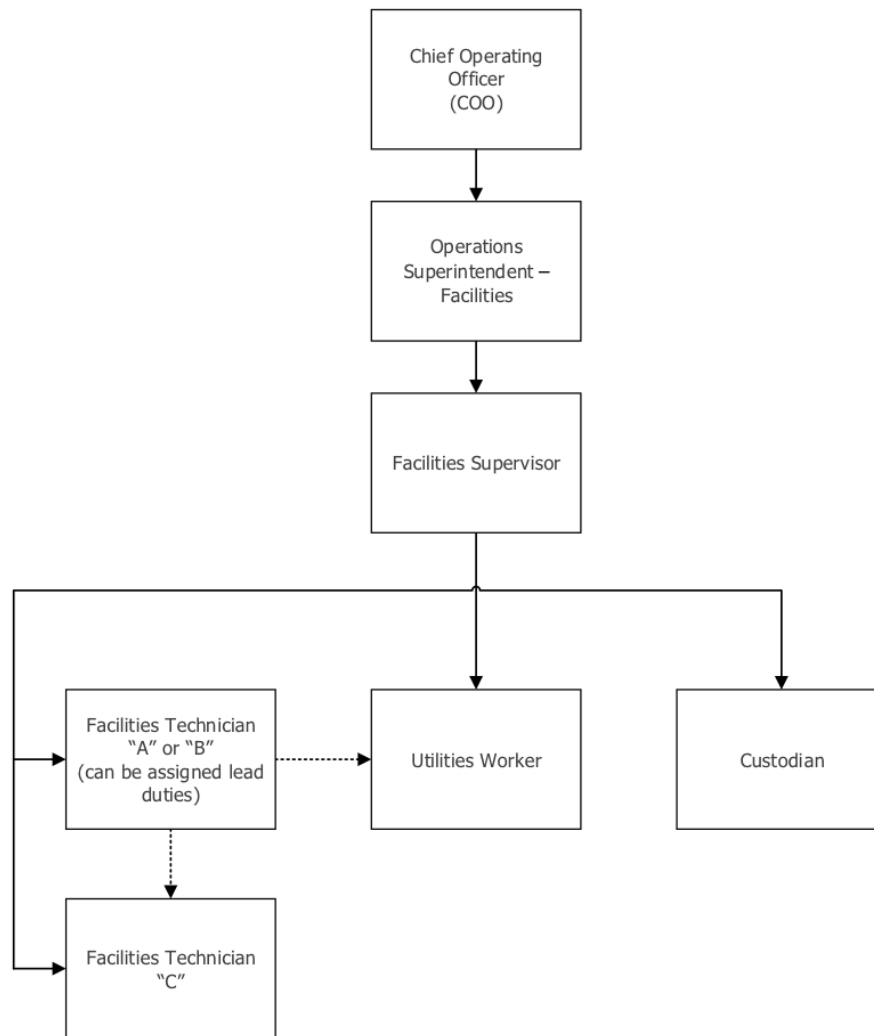 Chief Operating
Officer
(COO)
Operations
Superintendent –
Facilities
Facilities Supervisor
Facilities Technician
“A” or “B”
(can be assigned lead
duties)
Utilities Worker
Custodian
Facilities Technician
“C”